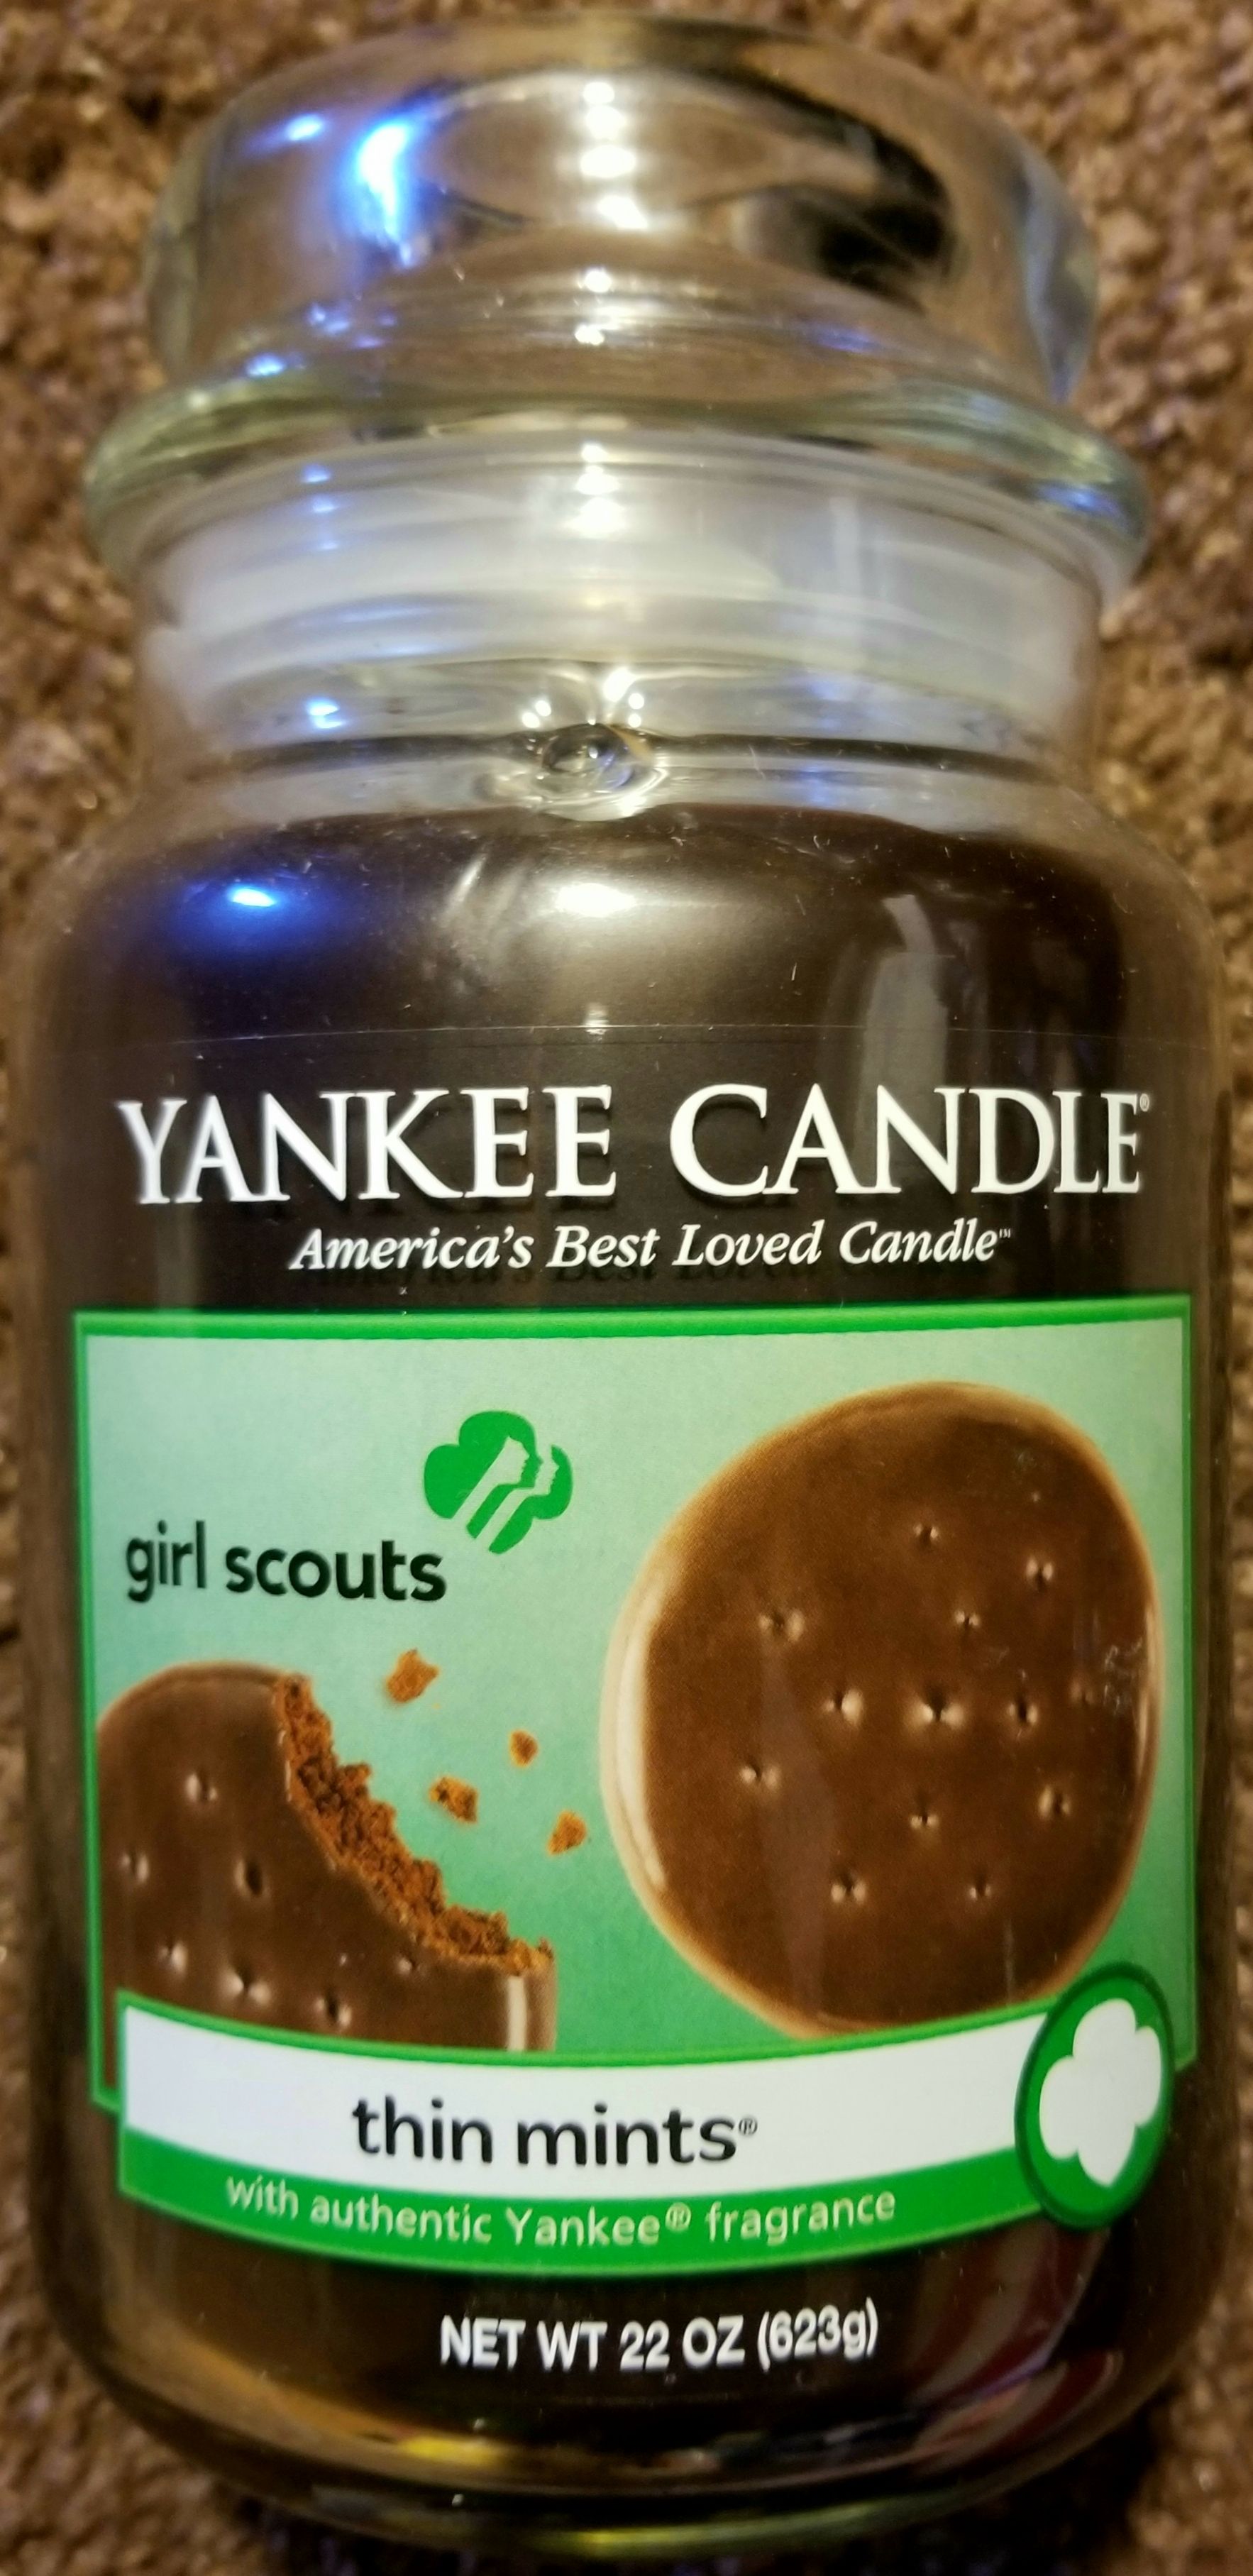 YANKEE CANDLE®
America's Best Loved Candle™
girl scouts
thin mints®
with authentic Yankee® fragrance
NET WT 22 OZ (623g)